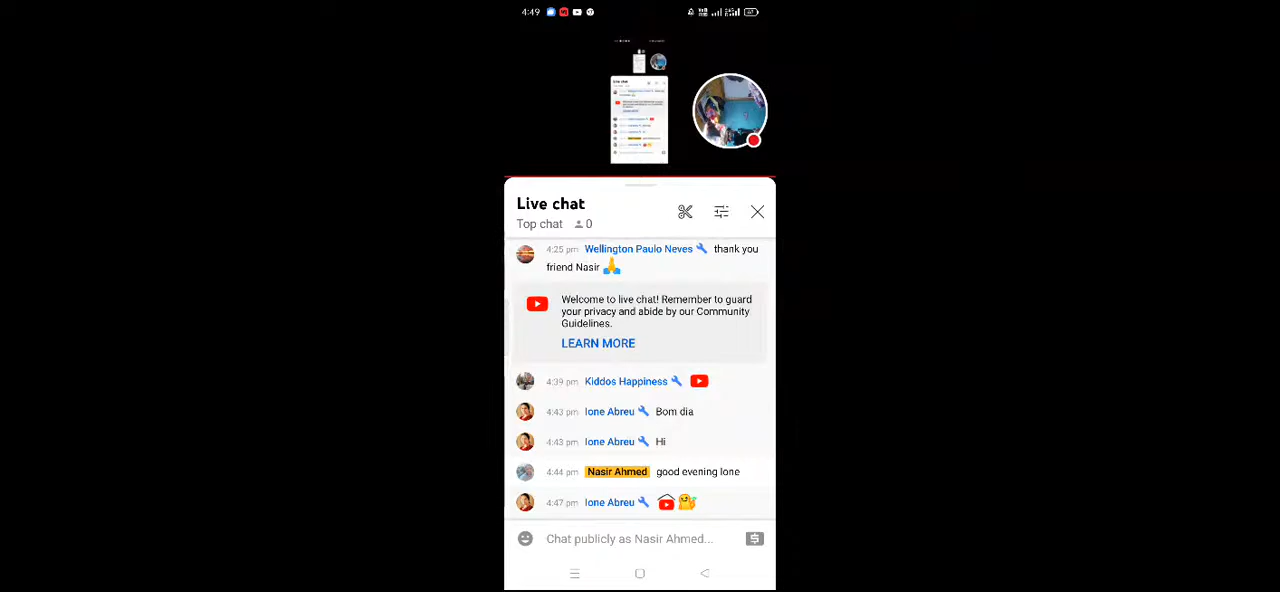 4:49
Live chat
Top chat 0
4:25 pm Wellington Paulo Neves thank you
friend Nasir
Welcome to live chat! Remember to guard
your privacy and abide by our Community
Guidelines.
LEARN MORE
4:39 pm Kiddos Happiness
4:43 pm Ione Abreu Bom dia
4:43 pm Ione Abreu Hi
4:44 pm Nasir Ahmed good evening Ione
4:47 pm Ione Abreu
Chat publicly as Nasir Ahmed...